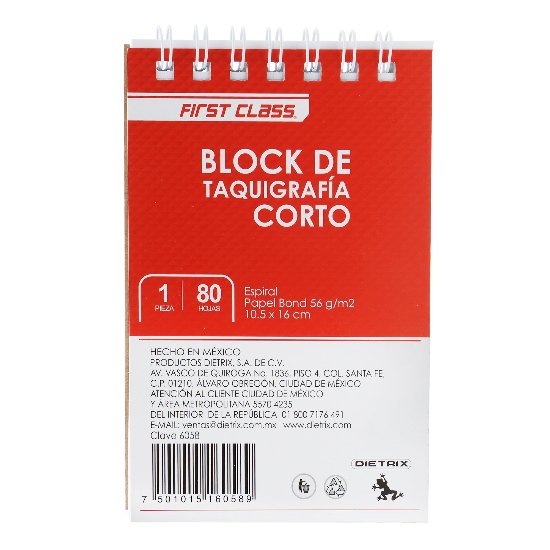 FIRST CLASS®
BLOCK DE
TAQUIGRAFÍA
CORTO
1
PIEZA
80
HOJAS
Espiral
Papel Bond 56 g/m2
10.5 x 16 cm
HECHO EN MÉXICO
PRODUCTOS DIETRIX, S.A. DE C.V.
AV. VASCO DE QUIROGA No. 1836, PISO 4, COL. SANTA FE,
C.P. 01210, ÁLVARO OBREGÓN, CIUDAD DE MÉXICO
ATENCIÓN AL CLIENTE CIUDAD DE MÉXICO
Y ÁREA METROPOLITANA 5570 4235
DEL INTERIOR DE LA REPÚBLICA 01 800 7176 491
E-MAIL: ventas@dietrix.com.mx www.dietrix.com
Clave 6058
DIETRIX
7 501015 160589